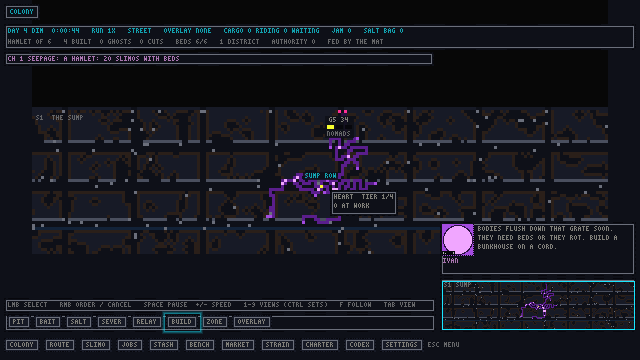 COLONY
DAY 4 DIM 0:00:44 RUN 1X STREET OVERLAY NONE CARGO 0 RIDING 0 WAITING JAM 0 SALT BAG 0
HAMLET OF 6 4 BUILT 0 GHOSTS 0 CUTS BEDS 6/6 1 DISTRICT AUTHORITY 0 FED BY THE MAT
CH 1 SEEPAGE: A HAMLET: 20 SLIMOS WITH BEDS
S1 THE SUMP
G5 34
NOMADS
SUMP ROW
HEART TIER 1/4
0 AT WORK
BODIES FLUSH DOWN THAT GRATE SOON.
THEY NEED BEDS OR THEY ROT. BUILD A
BUNKHOUSE ON A CORD.
IVAN
S1 SUMP
LMB SELECT RMB ORDER / CANCEL SPACE PAUSE +/- SPEED 1-9 VIEWS (CTRL SETS) F FOLLOW TAB VIEW
PIT BAIT SALT SEVER RELAY BUILD ZONE OVERLAY
COLONY ROUTE SLIMO JOBS STASH BENCH MARKET STRAIN CHARTER CODEX SETTINGS ESC MENU